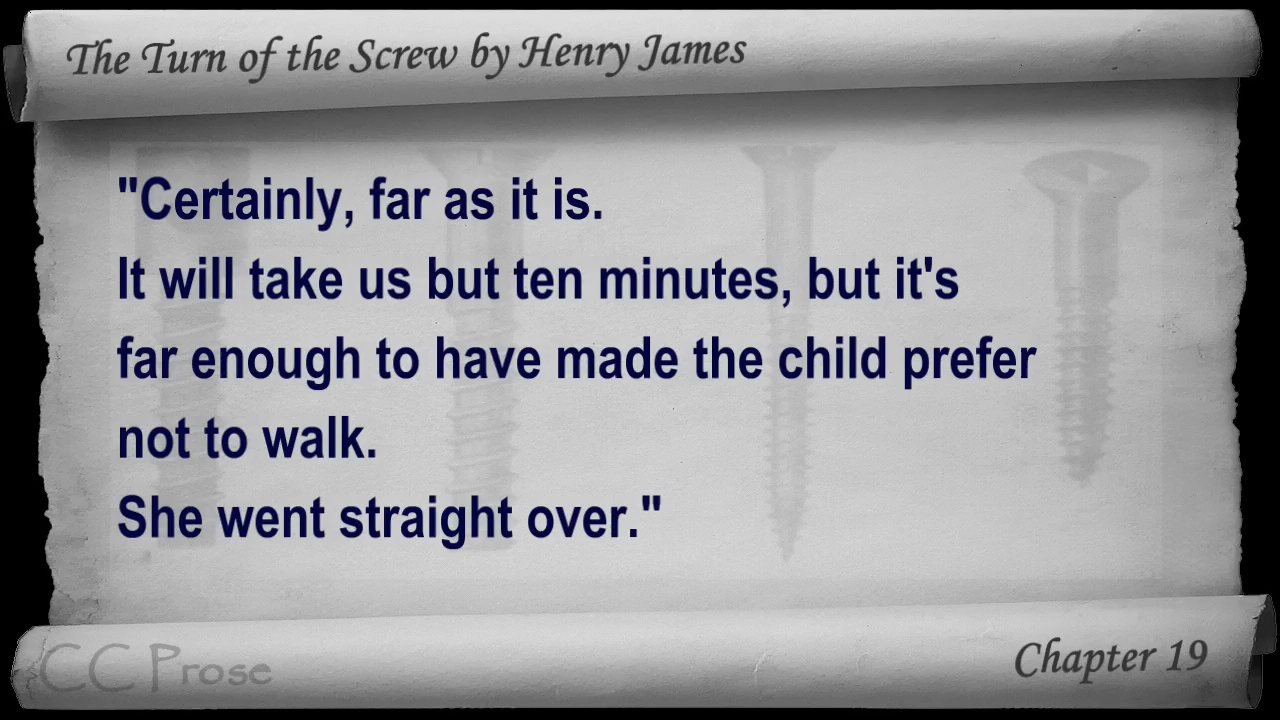 The Turn of the Screw by Henry James
"Certainly, far as it is.
It will take us but ten minutes, but it's
far enough to have made the child prefer
not to walk.
She went straight over."
CC Prose
Chapter 19